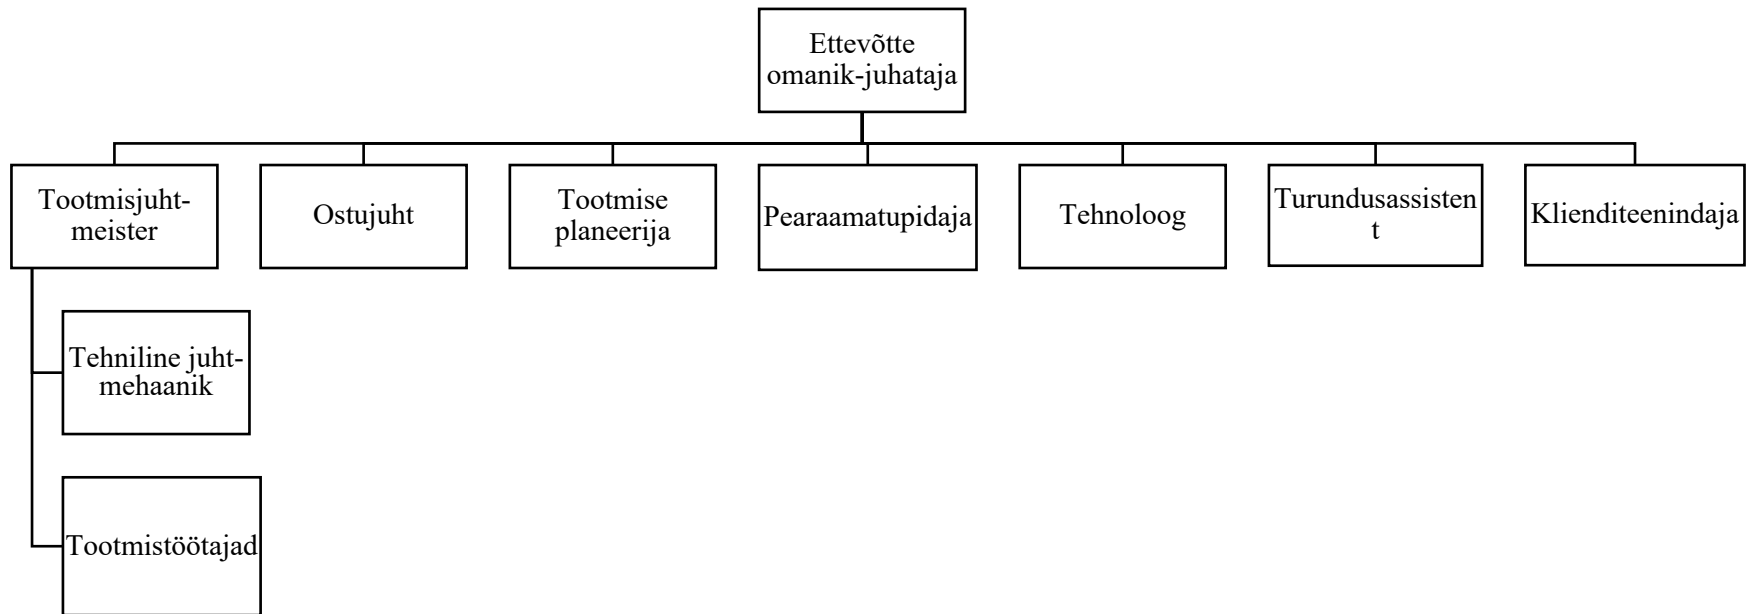 Ettevõtte
omanik-juhataja
Tootmisjuht-
meister
Ostujuht
Tootmise
planeerija
Pearaamatupidaja
Tehnoloog
Turundusassisten
t
Klienditeenindaja
Tehniline juht-
mehaanik
Tootmistöötajad